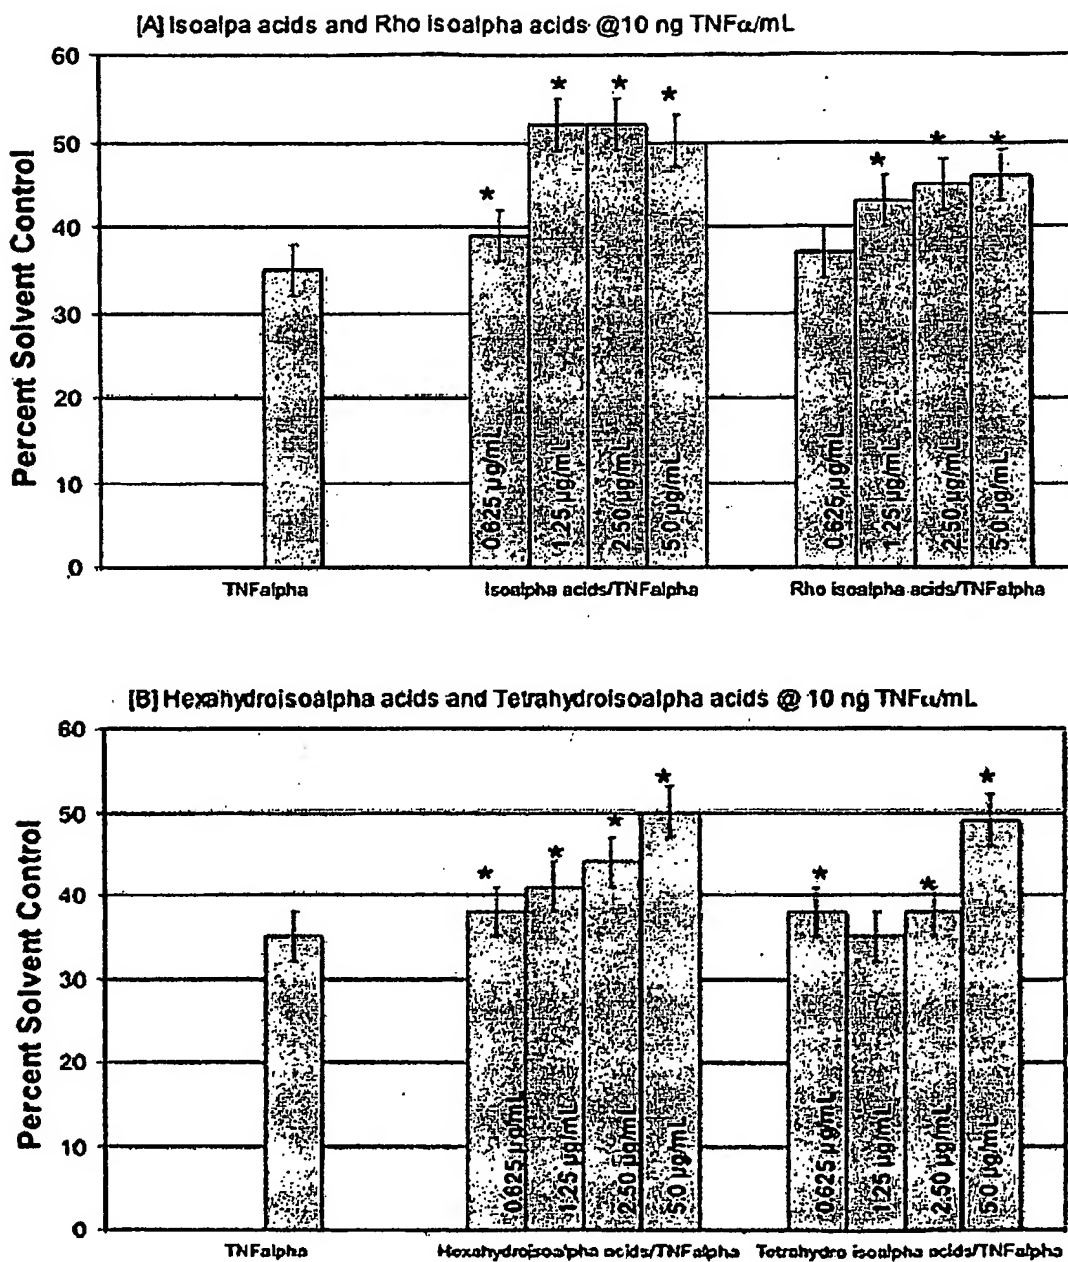 [A] Isoalpa acids and Rho isoalpha acids @10 ng TNFα/mL
Percent Solvent Control
60
50
40
30
20
10
0
0.625 µg/mL
1.25 µg/mL
2.50 µg/mL
5.0 µg/mL
0.625 µg/mL
1.25 µg/mL
2.50 µg/mL
5.0 µg/mL
* * * * * * *
TNFalpha Isoalpha acids/TNFalpha Rho isoalpha acids/TNFalpha
[B] Hexahydroisoalpha acids and Tetrahydroisoalpha acids @ 10 ng TNFα/mL
Percent Solvent Control
60
50
40
30
20
10
0
0.625 µg/mL
1.25 µg/mL
2.50 µg/mL
5.0 µg/mL
0.625 µg/mL
1.25 µg/mL
2.50 µg/mL
5.0 µg/mL
* * * * * * *
TNFalpha Hexahydroisoalpha acids/TNFalpha Tetrahydro isoalpha acids/TNFalpha